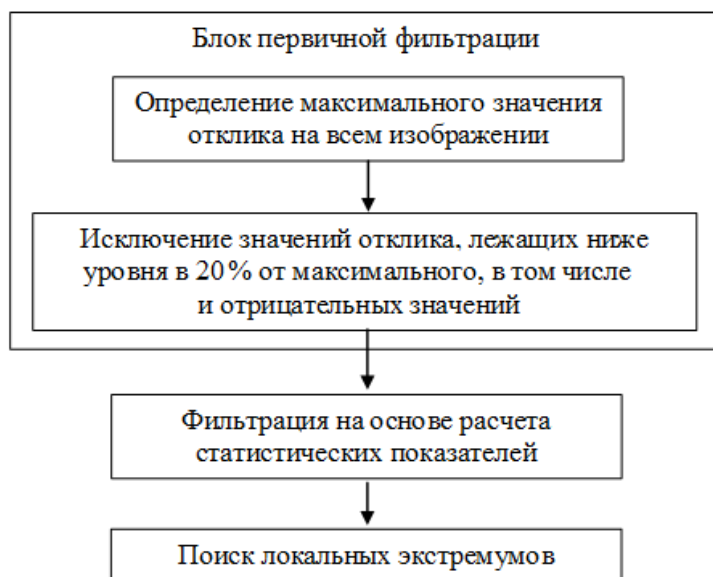 Блок первичной фильтрации
Определение максимального значения
отклика на всем изображении
Исключение значений отклика, лежащих ниже
уровня в 20% от максимального, в том числе
и отрицательных значений
Фильтрация на основе расчета
статистических показателей
Поиск локальных экстремумов